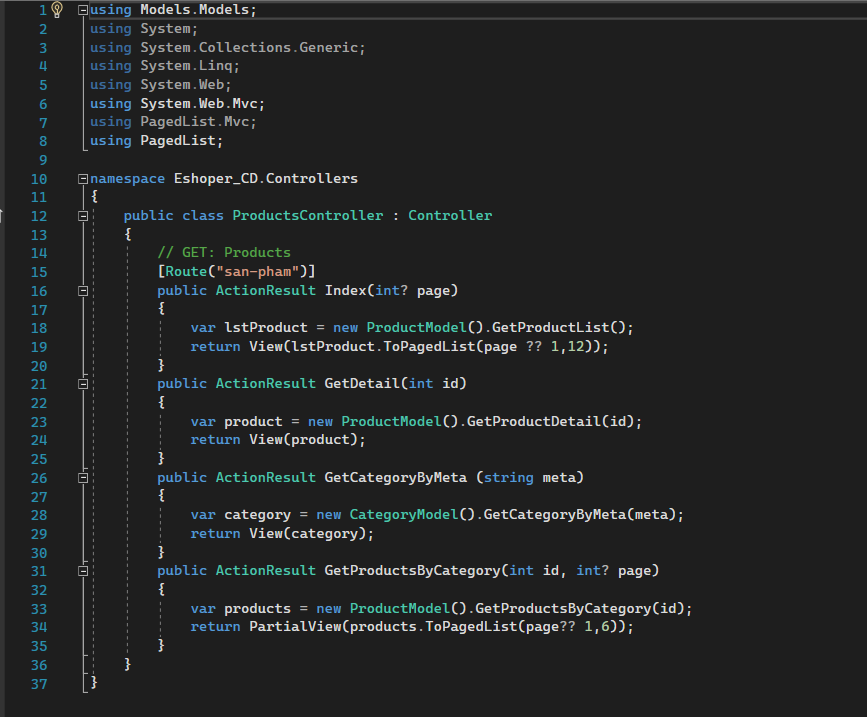 1 using Models.Models;
2 using System;
3 using System.Collections.Generic;
4 using System.Linq;
5 using System.Web;
6 using System.Web.Mvc;
7 using PagedList.Mvc;
8 using PagedList;
9
10 namespace Eshoper_CD.Controllers
11 {
12     public class ProductsController : Controller
13     {
14         // GET: Products
15         [Route("san-pham")]
16         public ActionResult Index(int? page)
17         {
18             var lstProduct = new ProductModel().GetProductList();
19             return View(lstProduct.ToPagedList(page ?? 1,12));
20         }
21         public ActionResult GetDetail(int id)
22         {
23             var product = new ProductModel().GetProductDetail(id);
24             return View(product);
25         }
26         public ActionResult GetCategoryByMeta (string meta)
27         {
28             var category = new CategoryModel().GetCategoryByMeta(meta);
29             return View(category);
30         }
31         public ActionResult GetProductsByCategory(int id, int? page)
32         {
33             var products = new ProductModel().GetProductsByCategory(id);
34             return PartialView(products.ToPagedList(page?? 1,6));
35         }
36     }
37 }